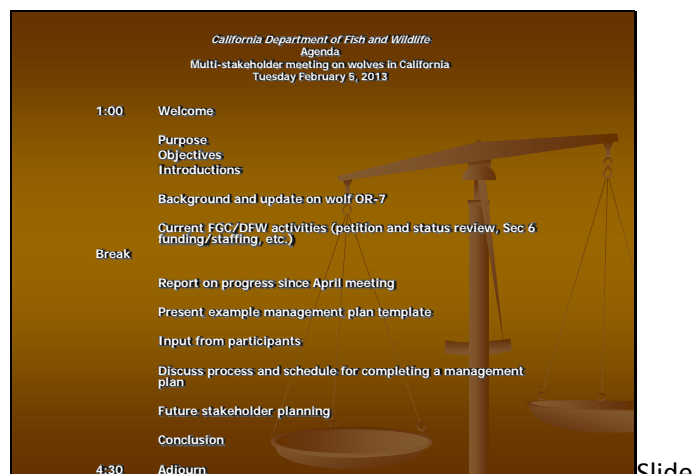 California Department of Fish and Wildlife
Agenda
Multi-stakeholder meeting on wolves in California
Tuesday February 5, 2013
1:00 Welcome
Purpose
Objectives
Introductions
Background and update on wolf OR-7
Current FGC/DFW activities (petition and status review, Sec 6
funding/staffing, etc.)
Break
Report on progress since April meeting
Present example management plan template
Input from participants
Discuss process and schedule for completing a management
plan
Future stakeholder planning
Conclusion
4:30 Adjourn
Slide